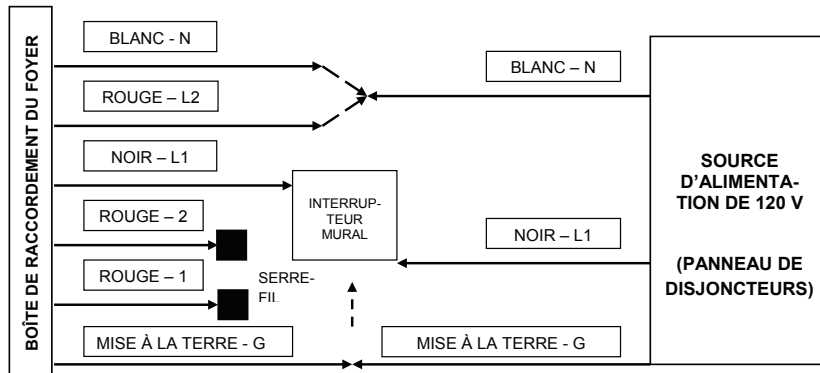 BOÎTE DE RACCORDEMENT DU FOYER
BLANC - N
ROUGE – L2
NOIR – L1
ROUGE – 2
ROUGE – 1
MISE À LA TERRE - G
SERRE-
FIL
INTERRUP-
TEUR
MURAL
BLANC – N
NOIR – L1
MISE À LA TERRE - G
SOURCE
D'ALIMENTA-
TION DE 120 V
(PANNEAU DE
DISJONCTEURS)